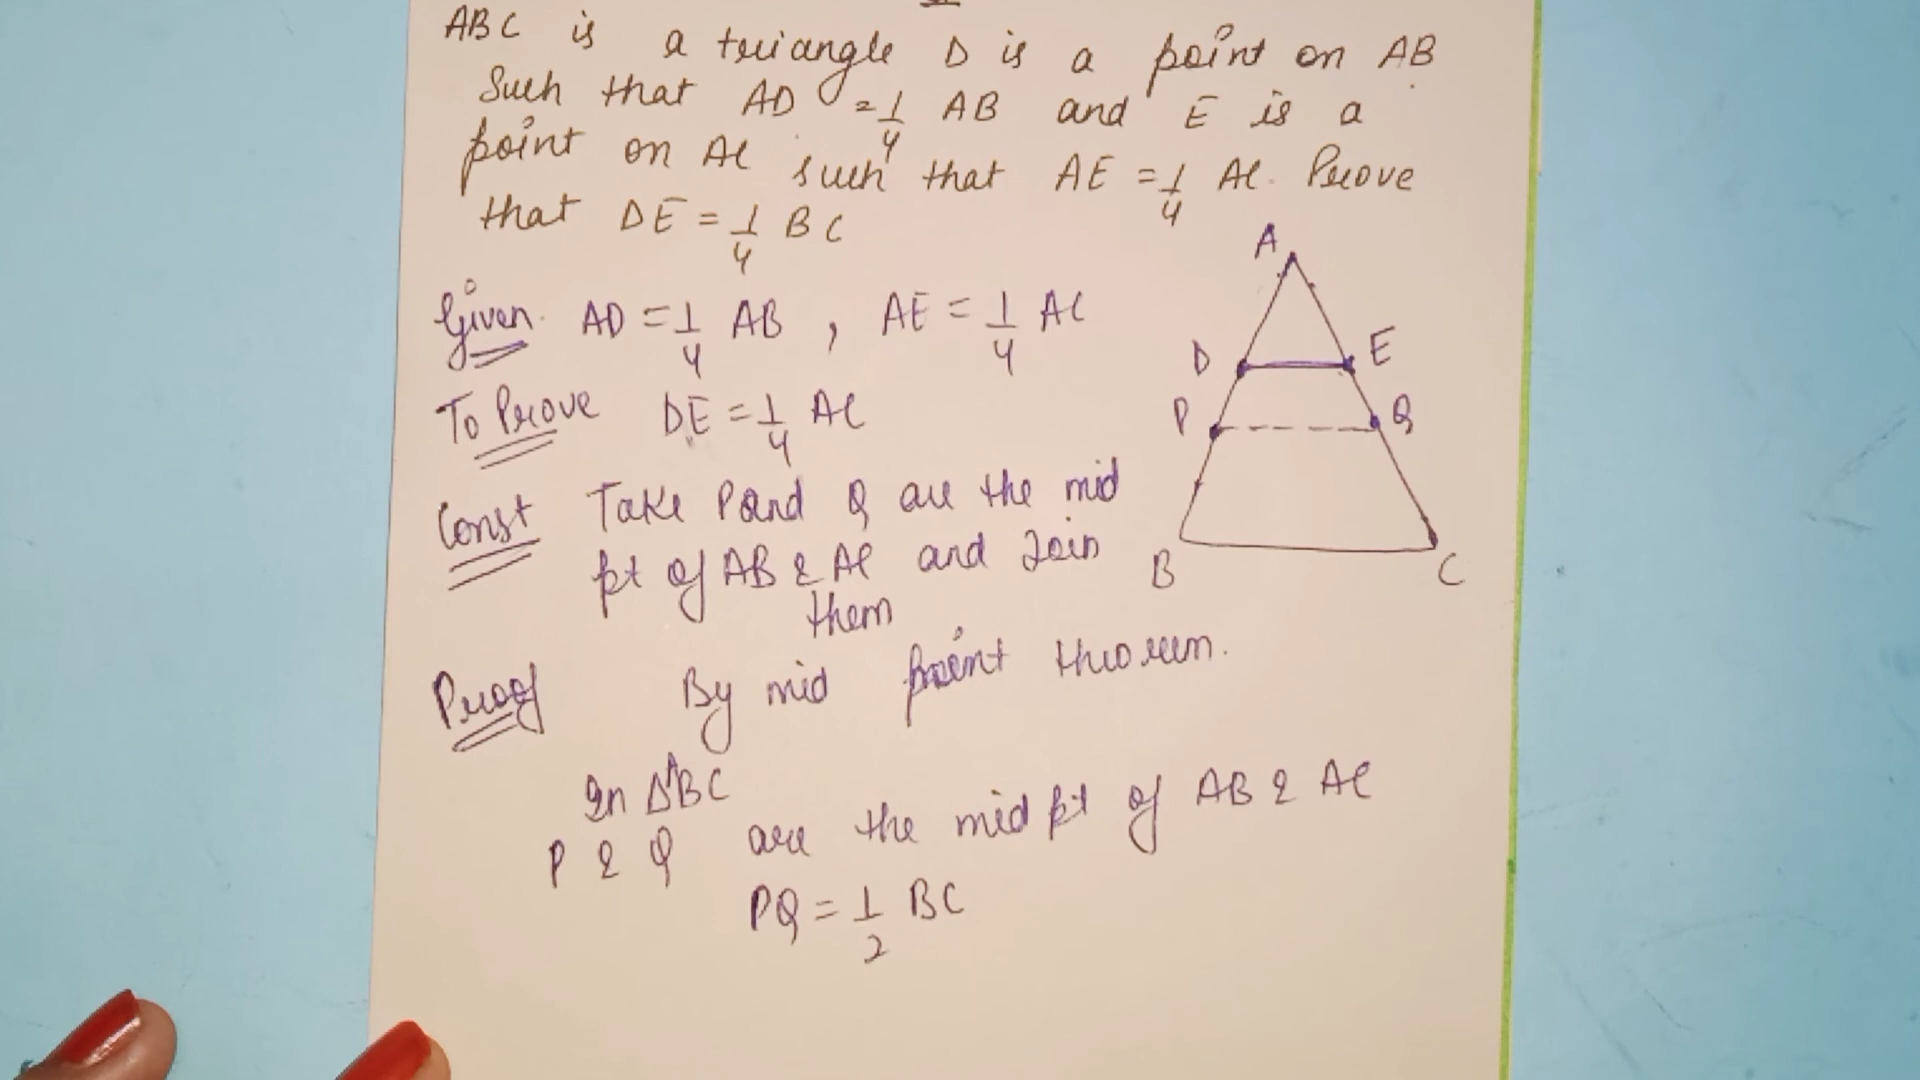 ABC is a triangle D is a point on AB
Such that AD = 1/4 AB and E is a
point on AC such that AE = 1/4 AC. Prove
that DE = 1/4 BC
Given. AD = 1/4 AB , AE = 1/4 AC
To Prove DE = 1/4 AC
Const Take P and Q are the mid
pt of AB & AC and Join
them
Proof By mid point theorem.
In ΔABC
P & Q are the mid pt of AB & AC
PQ = 1/2 BC
A
D E
P Q
B C